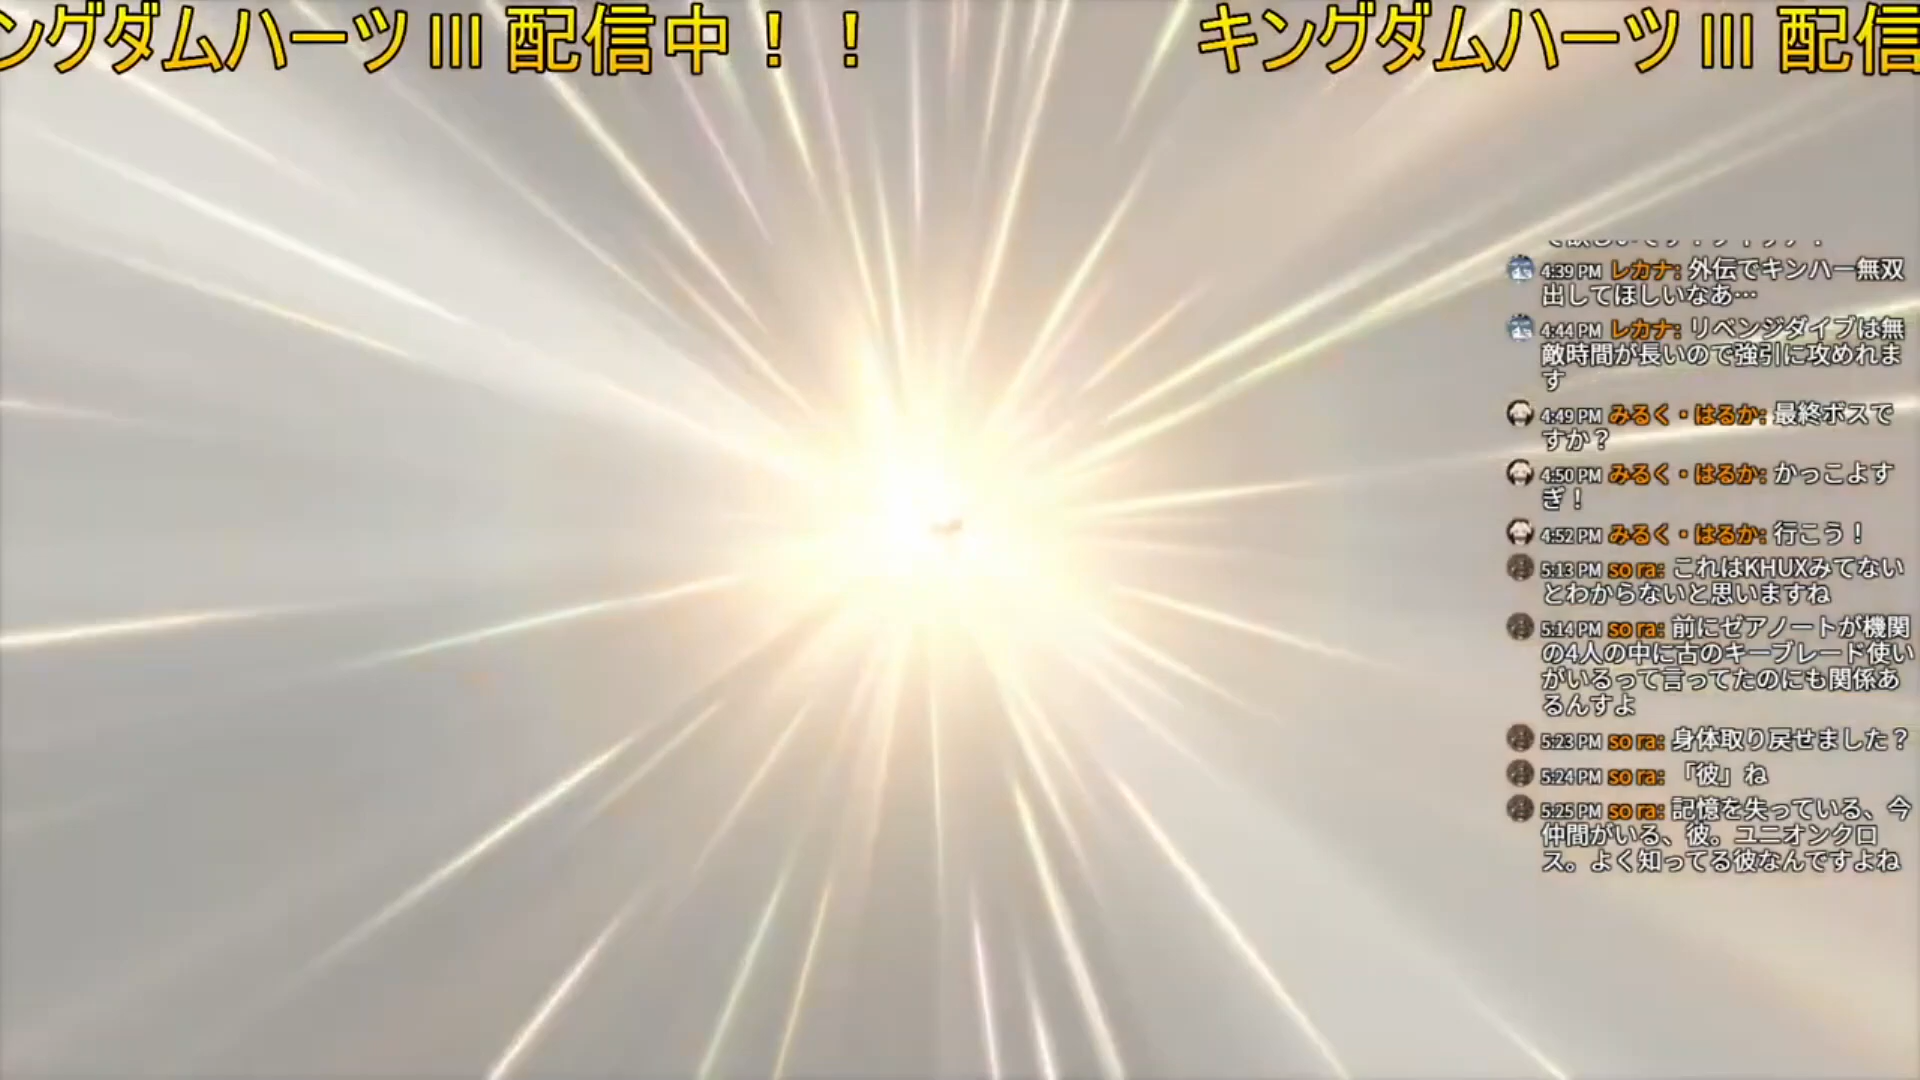 ングダムハーツ III 配信中！！
キングダムハーツ III 配信
4:39 PM レカナ: 外伝でキンハー無双
出してほしいなあ…
4:44 PM レカナ: リベンジダイブは無
敵時間が長いので強引に攻めれま
す
4:49 PM みるく・はるか: 最終ボスで
すか？
4:50 PM みるく・はるか: かっこよす
ぎ！
4:52 PM みるく・はるか: 行こう！
5:13 PM so ra: これはKHUXみてない
とわからないと思いますね
5:14 PM so ra: 前にゼアノートが機関
の4人の中に古のキーブレード使い
がいるって言ってたのにも関係あ
るんすよ
5:23 PM so ra: 身体取り戻せました？
5:24 PM so ra: 「彼」ね
5:25 PM so ra: 記憶を失っている、今
仲間がいる、彼。ユニオンクロ
ス。よく知ってる彼なんですよね